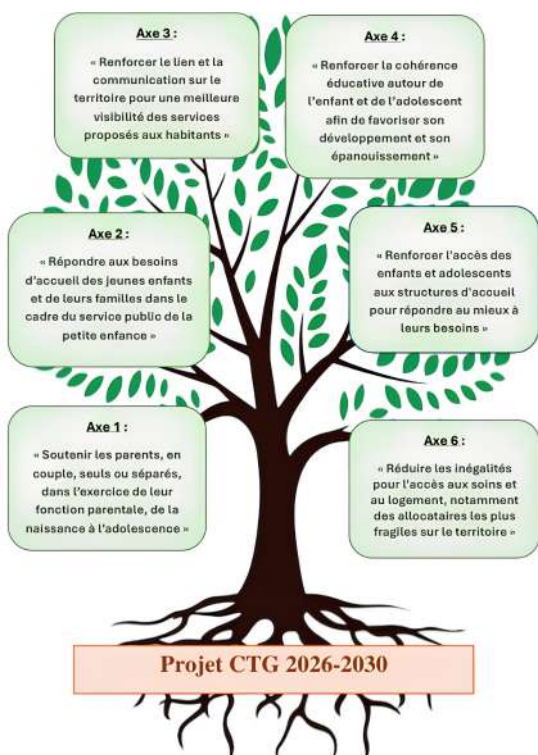 Axe 3 :
« Renforcer le lien et la
communication sur le
territoire pour une meilleure
visibilité des services
proposés aux habitants »
Axe 4 :
« Renforcer la cohérence
éducative autour de
l'enfant et de l'adolescent
afin de favoriser son
développement et son
épanouissement »
Axe 2 :
« Répondre aux besoins
d'accueil des jeunes enfants
et de leurs familles dans le
cadre du service public de la
petite enfance »
Axe 5 :
« Renforcer l'accès des
enfants et adolescents
aux structures d'accueil
pour répondre au mieux à
leurs besoins »
Axe 1 :
« Soutenir les parents, en
couple, seuls ou séparés,
dans l'exercice de leur
fonction parentale, de la
naissance à l'adolescence »
Axe 6 :
« Réduire les inégalités
pour l'accès aux soins et
au logement, notamment
des allocataires les plus
fragiles sur le territoire »
Projet CTG 2026-2030